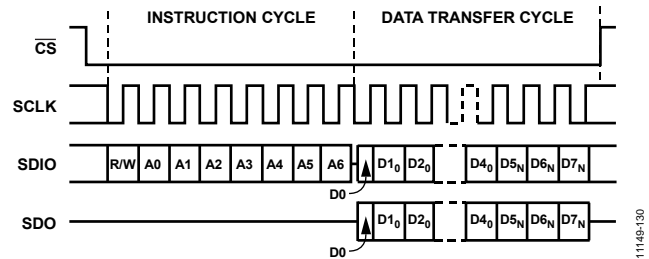 INSTRUCTION CYCLE DATA TRANSFER CYCLE
CS
SCLK
SDIO R/W A0 A1 A2 A3 A4 A5 A6 D1₀ D2₀ D4₀ D5N D6N D7N
D0
SDO D1₀ D2₀ D4₀ D5N D6N D7N
D0
11149-130